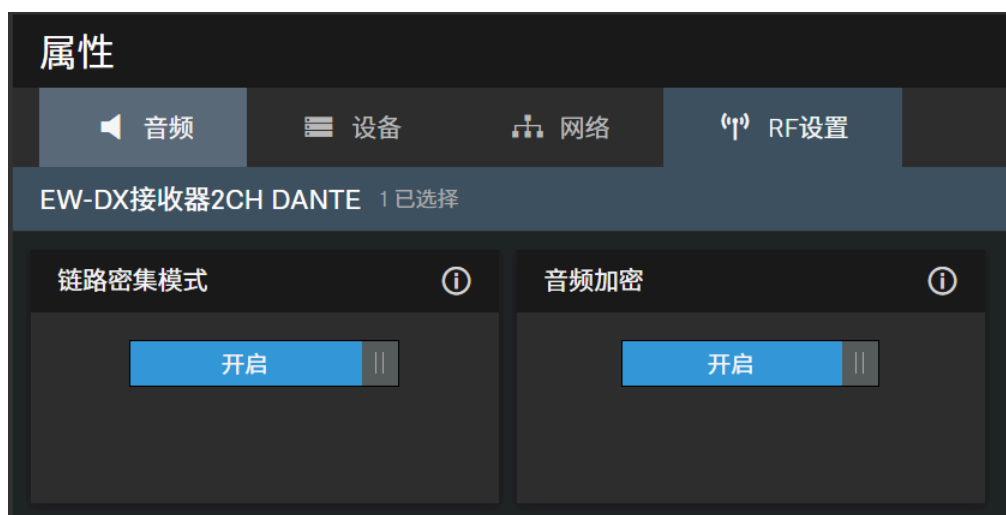 属性
音频 设备 网络 RF设置
EW-DX接收器2CH DANTE 1已选择
链路密集模式 音频加密
开启 开启